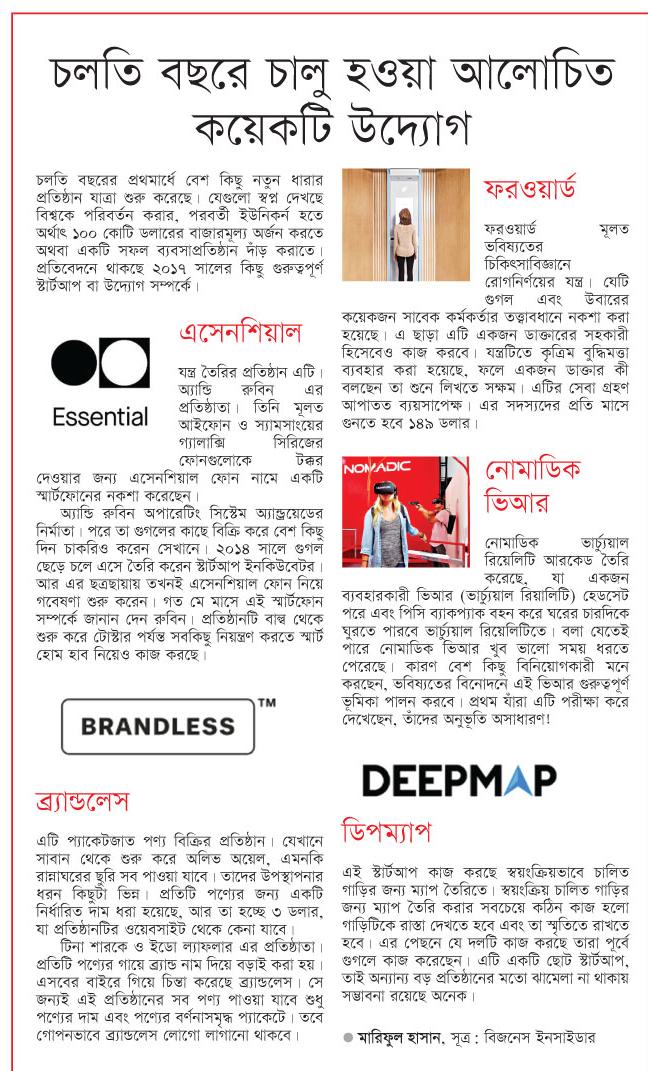 চলতি বছরে চালু হওয়া আলোচিত
কয়েকটি উদ্যোগ
চলতি বছরের প্রথমার্ধে বেশ কিছু নতুন ধারার
প্রতিষ্ঠান যাত্রা শুরু করেছে। যেগুলো স্বপ্ন দেখছে
বিশ্বকে পরিবর্তন করার, পরবর্তী ইউনিকর্ন হতে
অর্থাৎ ১০০ কোটি ডলারের বাজারমূল্য অর্জন করতে
অথবা একটি সফল ব্যবসাপ্রতিষ্ঠান দাঁড় করাতে।
প্রতিবেদনে থাকছে ২০১৭ সালের কিছু গুরুত্বপূর্ণ
স্টার্টআপ বা উদ্যোগ সম্পর্কে।
Essential
এসেনশিয়াল
যন্ত্র তৈরির প্রতিষ্ঠান এটি।
অ্যান্ডি রুবিন এর
প্রতিষ্ঠাতা। তিনি মূলত
আইফোন ও স্যামসাংয়ের
গ্যালাক্সি সিরিজের
ফোনগুলোকে টক্কর
দেওয়ার জন্য এসেনশিয়াল ফোন নামে একটি
স্মার্টফোনের নকশা করেছেন।
অ্যান্ডি রুবিন অপারেটিং সিস্টেম অ্যান্ড্রয়েডের
নির্মাতা। পরে তা গুগলের কাছে বিক্রি করে বেশ কিছু
দিন চাকরিও করেন সেখানে। ২০১৪ সালে গুগল
ছেড়ে চলে এসে তৈরি করেন স্টার্টআপ ইনকিউবেটর।
আর এর ছত্রছায়ায় তখনই এসেনশিয়াল ফোন নিয়ে
গবেষণা শুরু করেন। গত মে মাসে এই স্মার্টফোন
সম্পর্কে জানান দেন রুবিন। প্রতিষ্ঠানটি বাল্ব থেকে
শুরু করে টোস্টার পর্যন্ত সবকিছু নিয়ন্ত্রণ করতে স্মার্ট
হোম হাব নিয়েও কাজ করছে।
BRANDLESS™
ব্র্যান্ডলেস
এটি প্যাকেটজাত পণ্য বিক্রির প্রতিষ্ঠান। যেখানে
সাবান থেকে শুরু করে অলিভ অয়েল, এমনকি
রান্নাঘরের ছুরি সব পাওয়া যাবে। তাদের উপস্থাপনার
ধরন কিছুটা ভিন্ন। প্রতিটি পণ্যের জন্য একটি
নির্ধারিত দাম ধরা হয়েছে, আর তা হচ্ছে ৩ ডলার,
যা প্রতিষ্ঠানটির ওয়েবসাইট থেকে কেনা যাবে।
টিনা শারকে ও ইডো ল্যাফলার এর প্রতিষ্ঠাতা।
প্রতিটি পণ্যের গায়ে ব্র্যান্ড নাম দিয়ে বড়াই করা হয়।
এসবের বাইরে গিয়ে চিন্তা করেছে ব্র্যান্ডলেস। সে
জন্যই এই প্রতিষ্ঠানের সব পণ্য পাওয়া যাবে শুধু
পণ্যের দাম এবং পণ্যের বর্ণনাসমৃদ্ধ প্যাকেটে। তবে
গোপনভাবে ব্র্যান্ডলেস লোগো লাগানো থাকবে।
ফরওয়ার্ড
ফরওয়ার্ড মূলত
ভবিষ্যতের
চিকিৎসাবিজ্ঞানে
রোগনির্ণয়ের যন্ত্র। যেটি
গুগল এবং উবারের
কয়েকজন সাবেক কর্মকর্তার তত্ত্বাবধানে নকশা করা
হয়েছে। এ ছাড়া এটি একজন ডাক্তারের সহকারী
হিসেবেও কাজ করবে। যন্ত্রটিতে কৃত্রিম বুদ্ধিমত্তা
ব্যবহার করা হয়েছে, ফলে একজন ডাক্তার কী
বলছেন তা শুনে লিখতে সক্ষম। এটির সেবা গ্রহণ
আপাতত ব্যয়সাপেক্ষ। এর সদস্যদের প্রতি মাসে
গুনতে হবে ১৪৯ ডলার।
NOMADIC
নোমাডিক
ভিআর
নোমাডিক ভার্চ্যুয়াল
রিয়েলিটি আরকেড তৈরি
করেছে, যা একজন
ব্যবহারকারী ভিআর (ভার্চ্যুয়াল রিয়ালিটি) হেডসেট
পরে এবং পিসি ব্যাকপ্যাক বহন করে ঘরের চারদিকে
ঘুরতে পারবে ভার্চ্যুয়াল রিয়েলিটিতে। বলা যেতেই
পারে নোমাডিক ভিআর খুব ভালো সময় ধরতে
পেরেছে। কারণ বেশ কিছু বিনিয়োগকারী মনে
করছেন, ভবিষ্যতের বিনোদনে এই ভিআর গুরুত্বপূর্ণ
ভূমিকা পালন করবে। প্রথম যাঁরা এটি পরীক্ষা করে
দেখেছেন, তাঁদের অনুভূতি অসাধারণ!
DEEPMAP
ডিপম্যাপ
এই স্টার্টআপ কাজ করছে স্বয়ংক্রিয়ভাবে চালিত
গাড়ির জন্য ম্যাপ তৈরিতে। স্বয়ংক্রিয় চালিত গাড়ির
জন্য ম্যাপ তৈরি করার সবচেয়ে কঠিন কাজ হলো
গাড়িটিকে রাস্তা দেখতে হবে এবং তা স্মৃতিতে রাখতে
হবে। এর পেছনে যে দলটি কাজ করছে তারা পূর্বে
গুগলে কাজ করেছেন। এটি একটি ছোট স্টার্টআপ,
তাই অন্যান্য বড় প্রতিষ্ঠানের মতো ঝামেলা না থাকায়
সম্ভাবনা রয়েছে অনেক।
● মারিফুল হাসান, সূত্র : বিজনেস ইনসাইডার